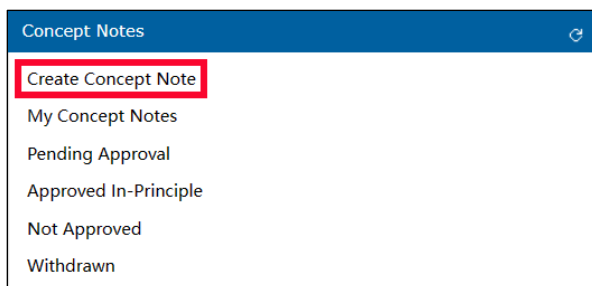 Concept Notes
Create Concept Note
My Concept Notes
Pending Approval
Approved In-Principle
Not Approved
Withdrawn